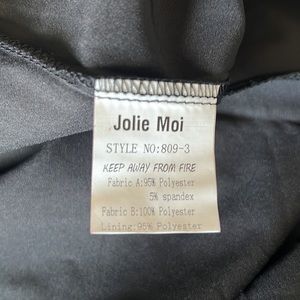 Jolie Moi
STYLE NO:809-3
KEEP AWAY FROM FIRE
Fabric A:95% Polyester
5% spandex
Fabric B:100% Polyester
Lining:95% Polyester